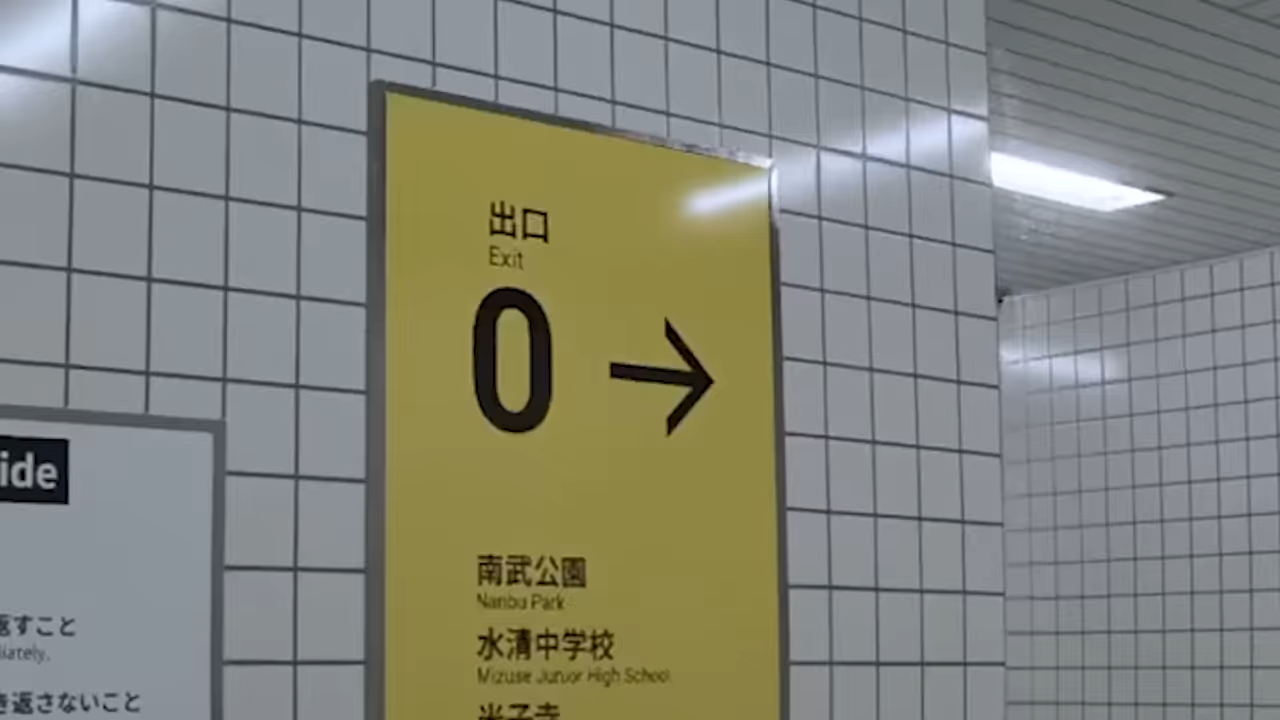 出口
Exit
0 →
南武公園
Nanbu Park
水清中学校
Mizuse Junior High School
ide
返すこと
iately.
き返さないこと